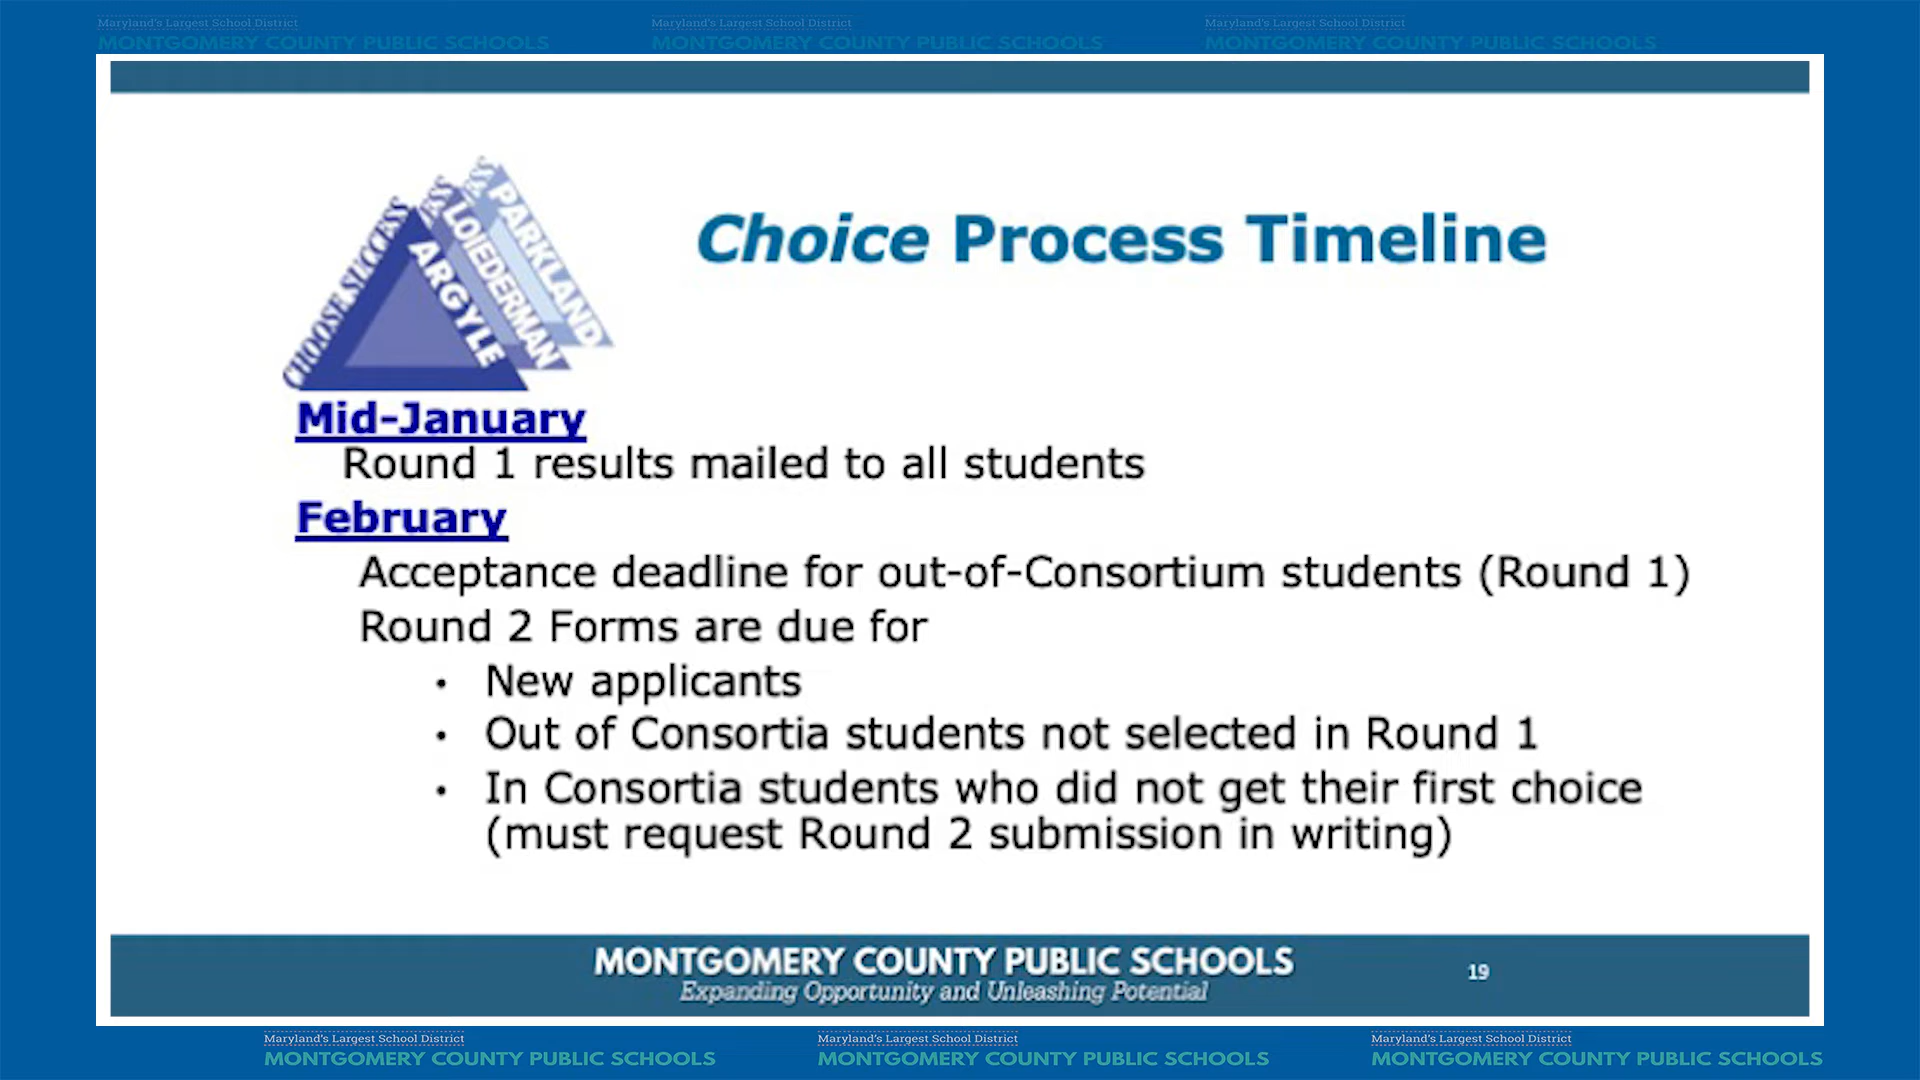 Maryland's Largest School District Maryland's Largest School District Maryland's Largest School District
MONTGOMERY COUNTY PUBLIC SCHOOLS MONTGOMERY COUNTY PUBLIC SCHOOLS MONTGOMERY COUNTY PUBLIC SCHOOLS
CHOOSE SUCCESS
ARGYLE
LOIEDERMAN
PARKLAND
Choice Process Timeline
Mid-January
Round 1 results mailed to all students
February
Acceptance deadline for out-of-Consortium students (Round 1)
Round 2 Forms are due for
• New applicants
• Out of Consortia students not selected in Round 1
• In Consortia students who did not get their first choice
(must request Round 2 submission in writing)
MONTGOMERY COUNTY PUBLIC SCHOOLS
Expanding Opportunity and Unleashing Potential
19
Maryland's Largest School District Maryland's Largest School District Maryland's Largest School District
MONTGOMERY COUNTY PUBLIC SCHOOLS MONTGOMERY COUNTY PUBLIC SCHOOLS MONTGOMERY COUNTY PUBLIC SCHOOLS